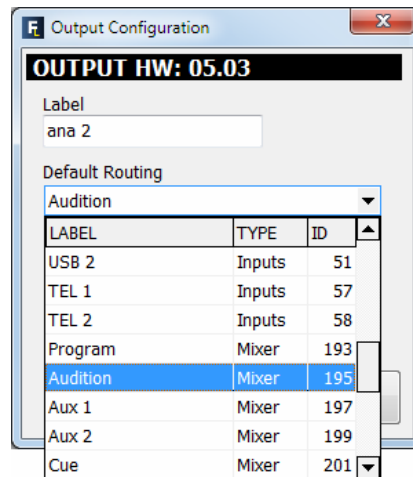 Output Configuration
OUTPUT HW: 05.03
Label
ana 2
Default Routing
Audition
LABEL TYPE ID
USB 2 Inputs 51
TEL 1 Inputs 57
TEL 2 Inputs 58
Program Mixer 193
Audition Mixer 195
Aux 1 Mixer 197
Aux 2 Mixer 199
Cue Mixer 201